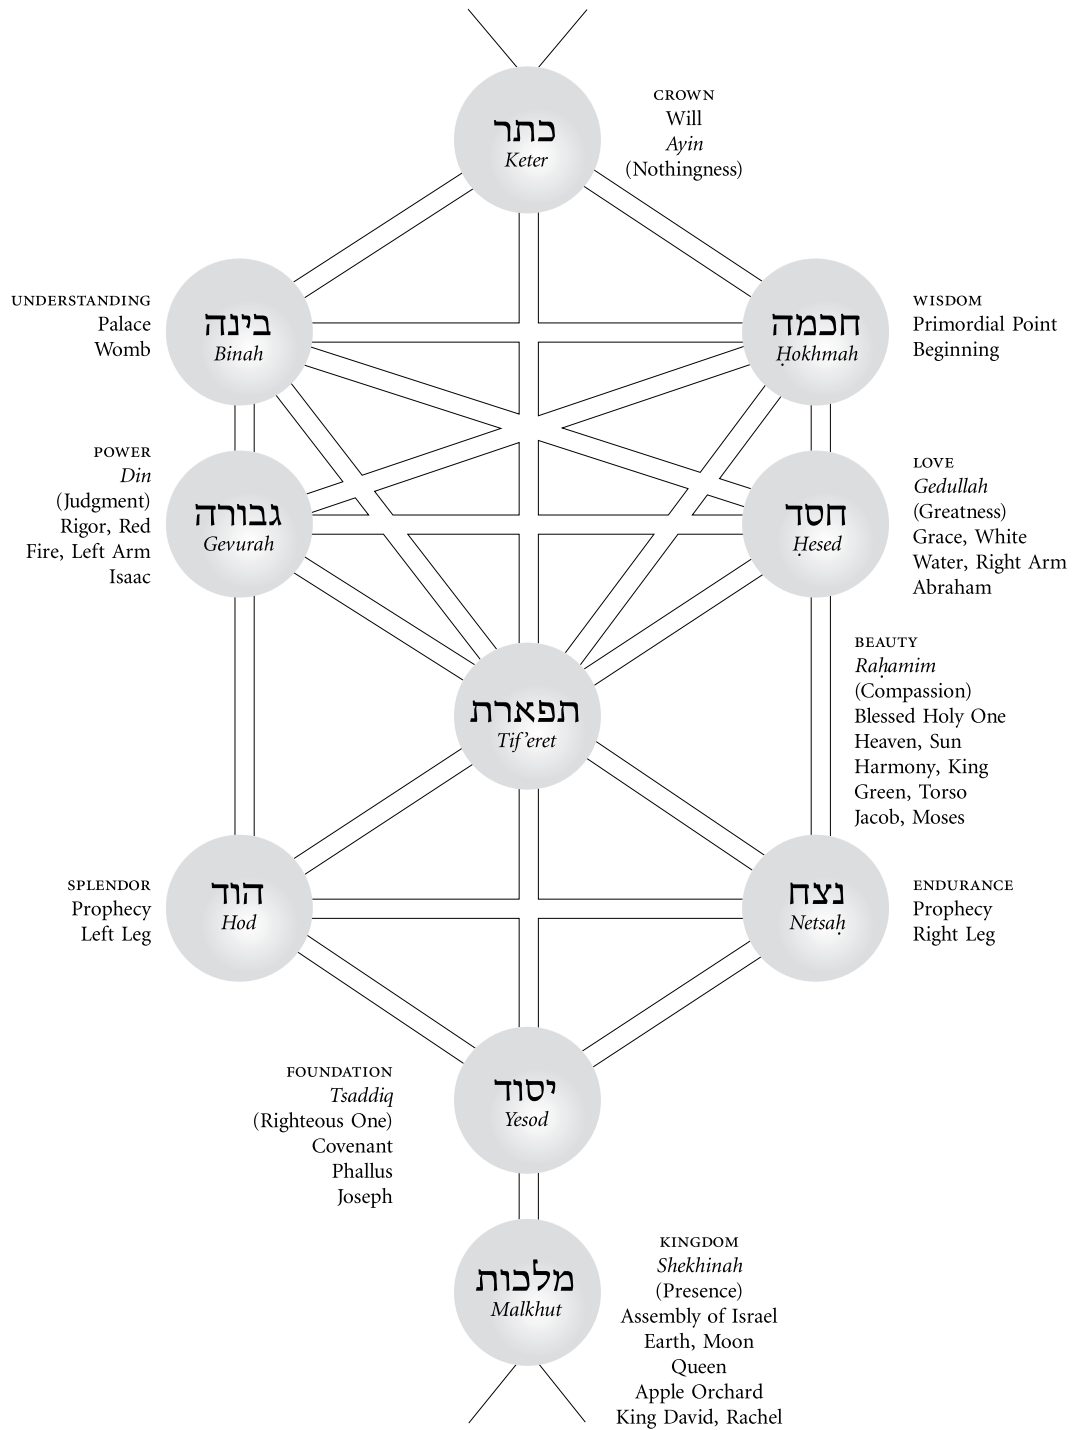 כתר
Keter
CROWN
Will
Ayin
(Nothingness)
UNDERSTANDING
Palace
Womb
בינה
Binah
חכמה
Ḥokhmah
WISDOM
Primordial Point
Beginning
POWER
Din
(Judgment)
Rigor, Red
Fire, Left Arm
Isaac
גבורה
Gevurah
חסד
Ḥesed
LOVE
Gedullah
(Greatness)
Grace, White
Water, Right Arm
Abraham
תפארת
Tif’eret
BEAUTY
Raḥamim
(Compassion)
Blessed Holy One
Heaven, Sun
Harmony, King
Green, Torso
Jacob, Moses
SPLENDOR
Prophecy
Left Leg
הוד
Hod
נצח
Netsaḥ
ENDURANCE
Prophecy
Right Leg
FOUNDATION
Tsaddiq
(Righteous One)
Covenant
Phallus
Joseph
יסוד
Yesod
מלכות
Malkhut
KINGDOM
Shekhinah
(Presence)
Assembly of Israel
Earth, Moon
Queen
Apple Orchard
King David, Rachel